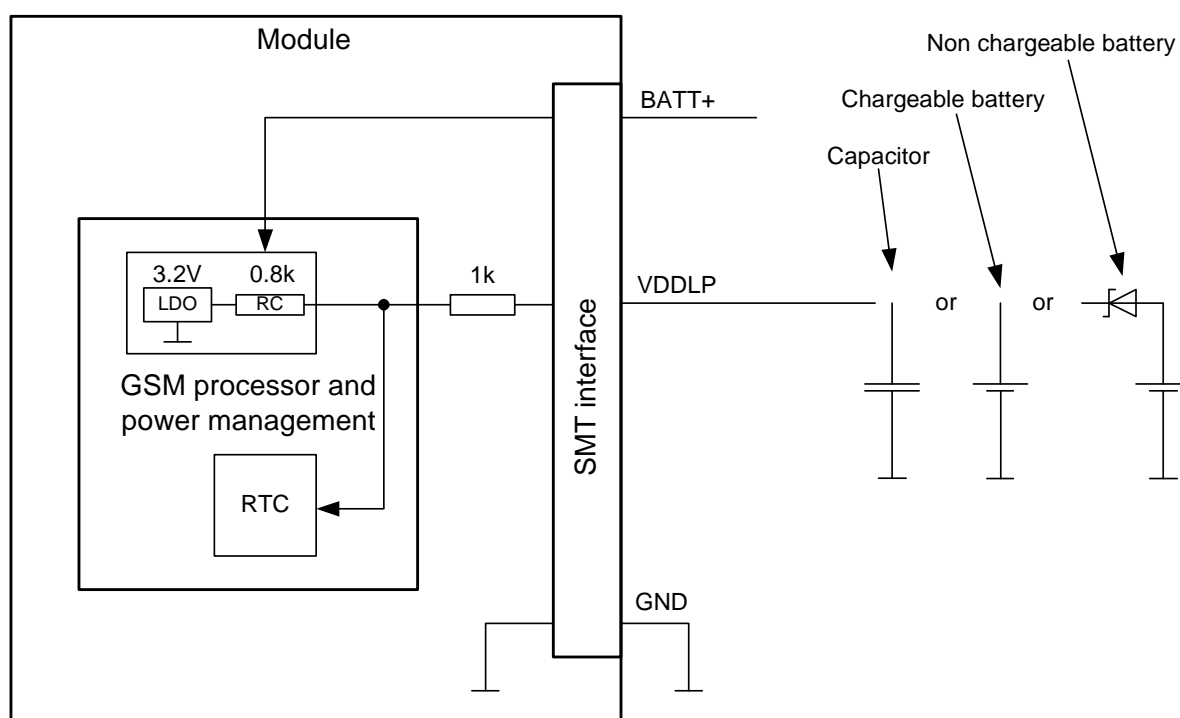 Module
Non chargeable battery
BATT+
Chargeable battery
Capacitor
3.2V
0.8k
1k
VDDLP
LDO
RC
or
or
GSM processor and
power management
SMT interface
RTC
GND